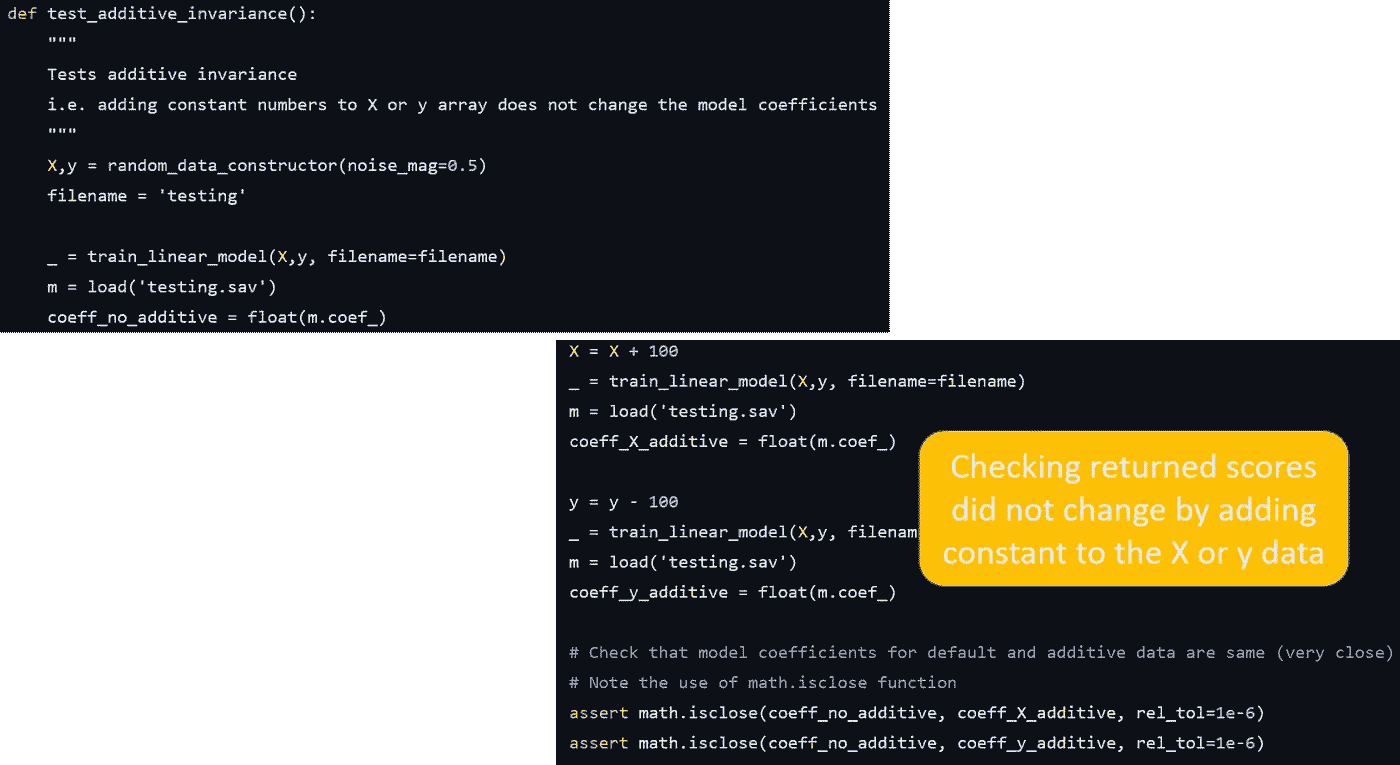 def test_additive_invariance():
    """
    Tests additive invariance
    i.e. adding constant numbers to X or y array does not change the model coefficients
    """
    X,y = random_data_constructor(noise_mag=0.5)
    filename = 'testing'
    _ = train_linear_model(X,y, filename=filename)
    m = load('testing.sav')
    coeff_no_additive = float(m.coef_)
X = X + 100
_ = train_linear_model(X,y, filename=filename)
m = load('testing.sav')
coeff_X_additive = float(m.coef_)
y = y - 100
_ = train_linear_model(X,y, filenam
m = load('testing.sav')
coeff_y_additive = float(m.coef_)
# Check that model coefficients for default and additive data are same (very close)
# Note the use of math.isclose function
assert math.isclose(coeff_no_additive, coeff_X_additive, rel_tol=1e-6)
assert math.isclose(coeff_no_additive, coeff_y_additive, rel_tol=1e-6)
Checking returned scores
did not change by adding
constant to the X or y data